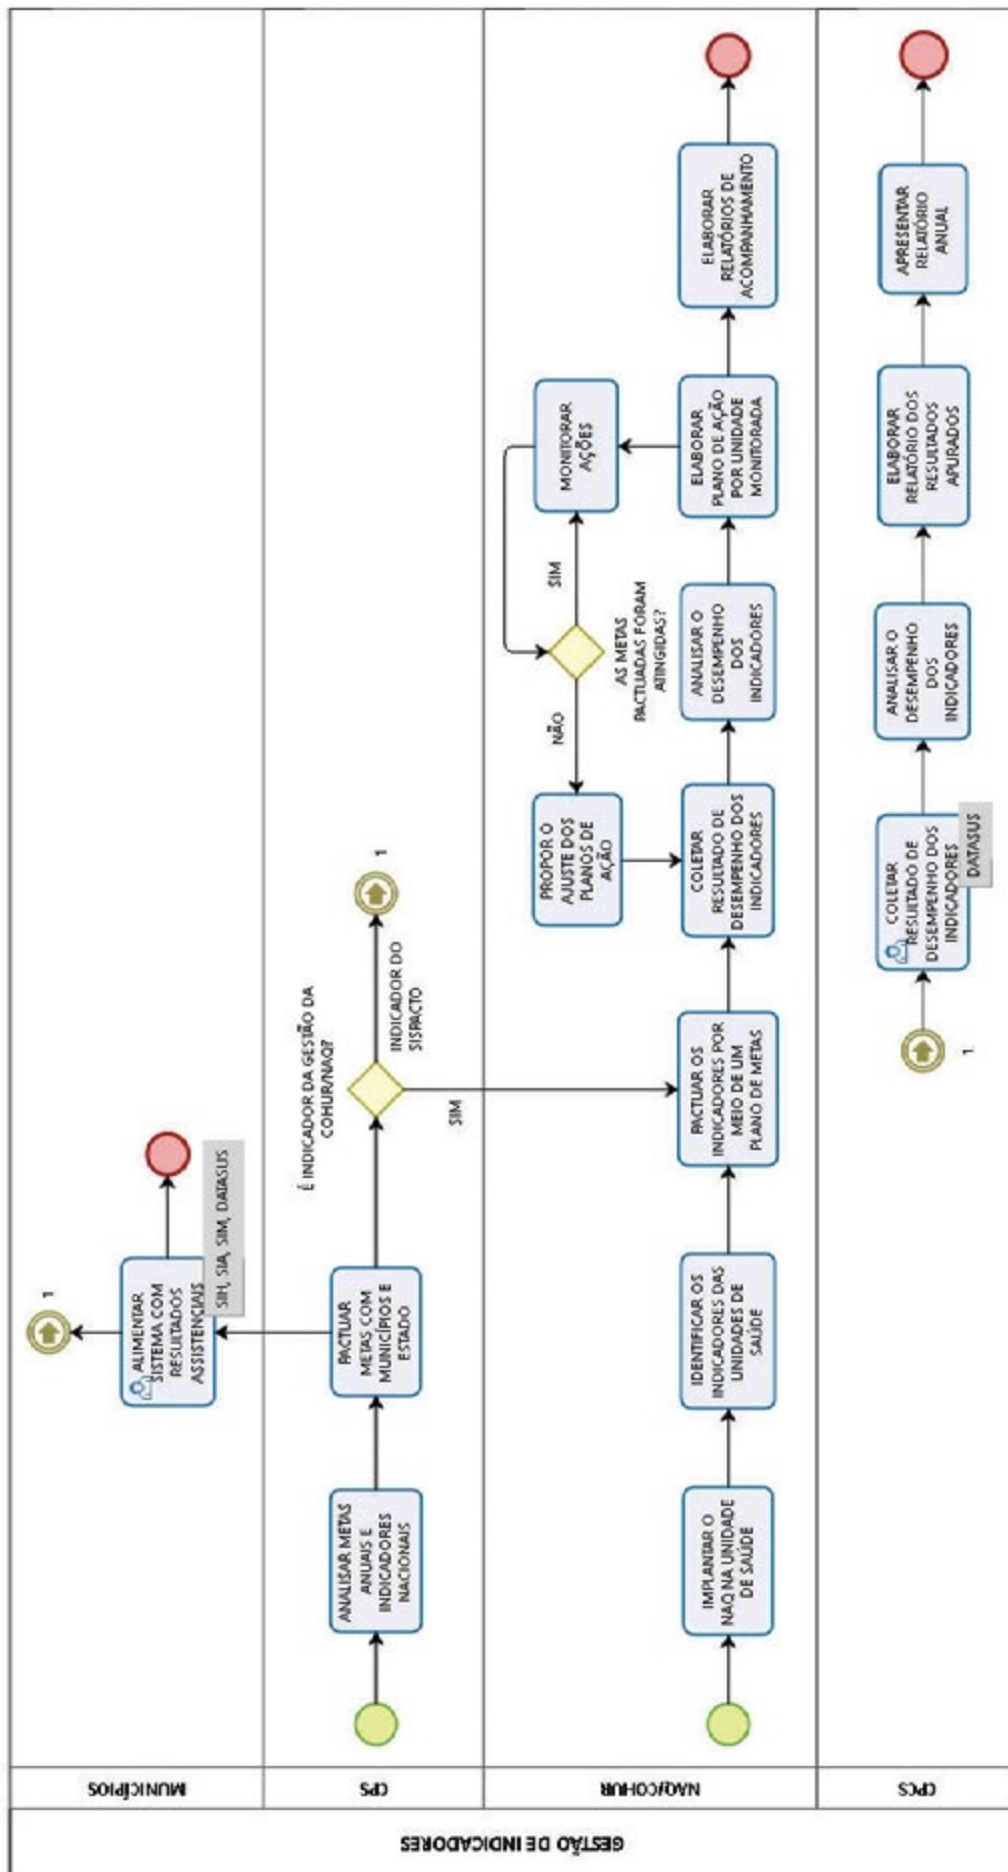 GESTÃO DE INDICADORES
MUNICÍPIOS
1
ALIMENTAR
SISTEMA COM
RESULTADOS
ASSISTENCIAIS
SIH, SIA, SIM, DATASUS
CPS
ANALISAR METAS
ANUAIS E
INDICADORES
NACIONAIS
PACTUAR
METAS COM
MUNICÍPIOS E
ESTADO
É INDICADOR DA GESTÃO DA
COHUR/NAQ?
INDICADOR DO
SISPACTO
1
SIM
NAQ/COHUR
IMPLANTAR O
NAQ NA UNIDADE
DE SAÚDE
IDENTIFICAR OS
INDICADORES DAS
UNIDADES DE
SAÚDE
PACTUAR OS
INDICADORES POR
MEIO DE UM
PLANO DE METAS
PROPOR O
AJUSTE DOS
PLANOS DE
AÇÃO
COLETAR
RESULTADO DE
DESEMPENHO DOS
INDICADORES
NÃO
AS METAS
PACTUADAS FORAM
ATINGIDAS?
SIM
ANALISAR O
DESEMPENHO
DOS
INDICADORES
MONITORAR
AÇÕES
ELABORAR
PLANO DE AÇÃO
POR UNIDADE
MONITORADA
ELABORAR
RELATÓRIOS DE
ACOMPANHAMENTO
CPCS
1
COLETAR
RESULTADO DE
DESEMPENHO DOS
INDICADORES
DATASUS
ANALISAR O
DESEMPENHO
DOS
INDICADORES
ELABORAR
RELATÓRIO DOS
RESULTADOS
APURADOS
APRESENTAR
RELATÓRIO
ANUAL